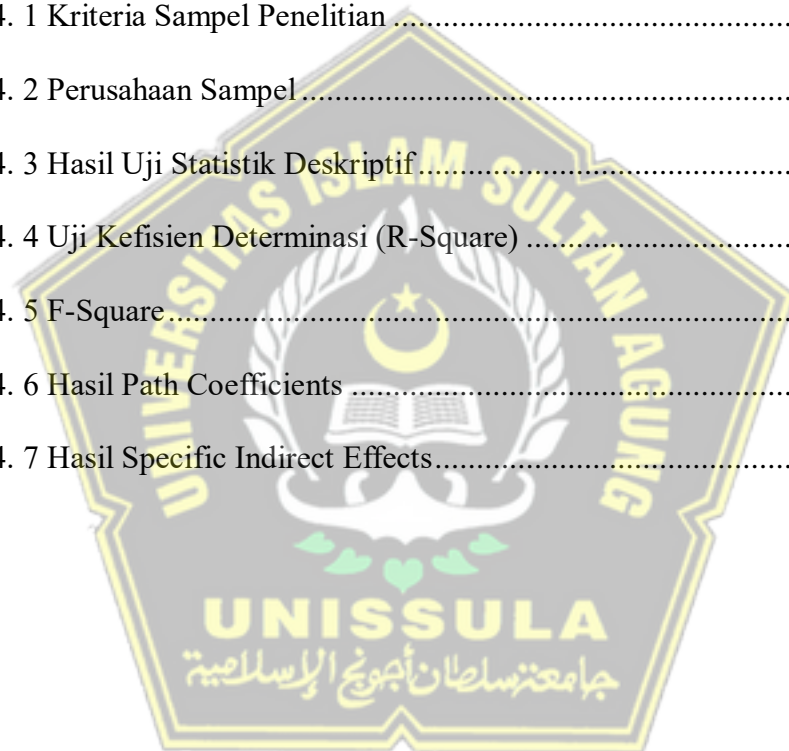 4. 1 Kriteria Sampel Penelitian ................................................
4. 2 Perusahaan Sampel ............................................................
4. 3 Hasil Uji Statistik Deskriptif ..............................................
4. 4 Uji Kefisien Determinasi (R-Square) ................................
4. 5 F-Square ..............................................................................
4. 6 Hasil Path Coefficients .......................................................
4. 7 Hasil Specific Indirect Effects ............................................
UNIVERSITAS ISLAM SULTAN AGUNG
UNISSULA
جامعة سلطان أجونج الإسلامية